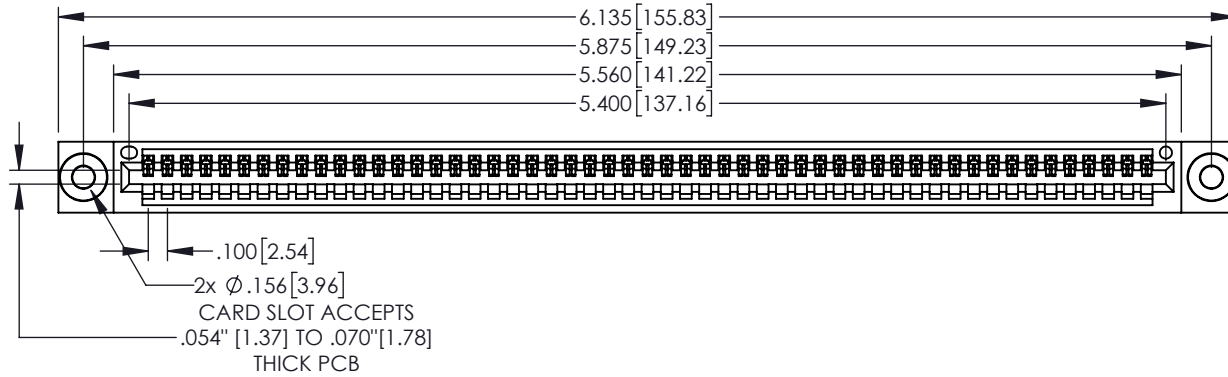 6.135[155.83]
5.875[149.23]
5.560[141.22]
5.400[137.16]
.100[2.54]
2x Ø.156[3.96]
CARD SLOT ACCEPTS
.054" [1.37] TO .070"[1.78]
THICK PCB